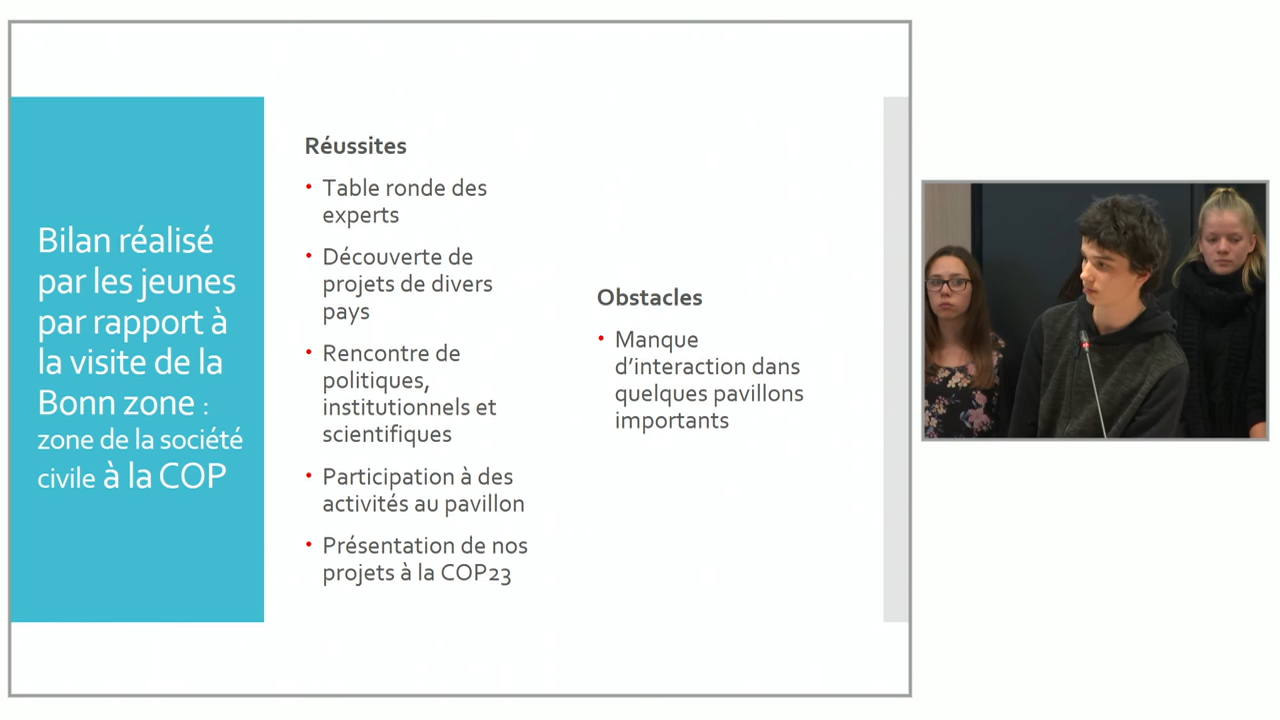 Bilan réalisé
par les jeunes
par rapport à
la visite de la
Bonn zone :
zone de la société
civile à la COP
Réussites
• Table ronde des
experts
• Découverte de
projets de divers
pays
• Rencontre de
politiques,
institutionnels et
scientifiques
• Participation à des
activités au pavillon
• Présentation de nos
projets à la COP23
Obstacles
• Manque
d’interaction dans
quelques pavillons
importants